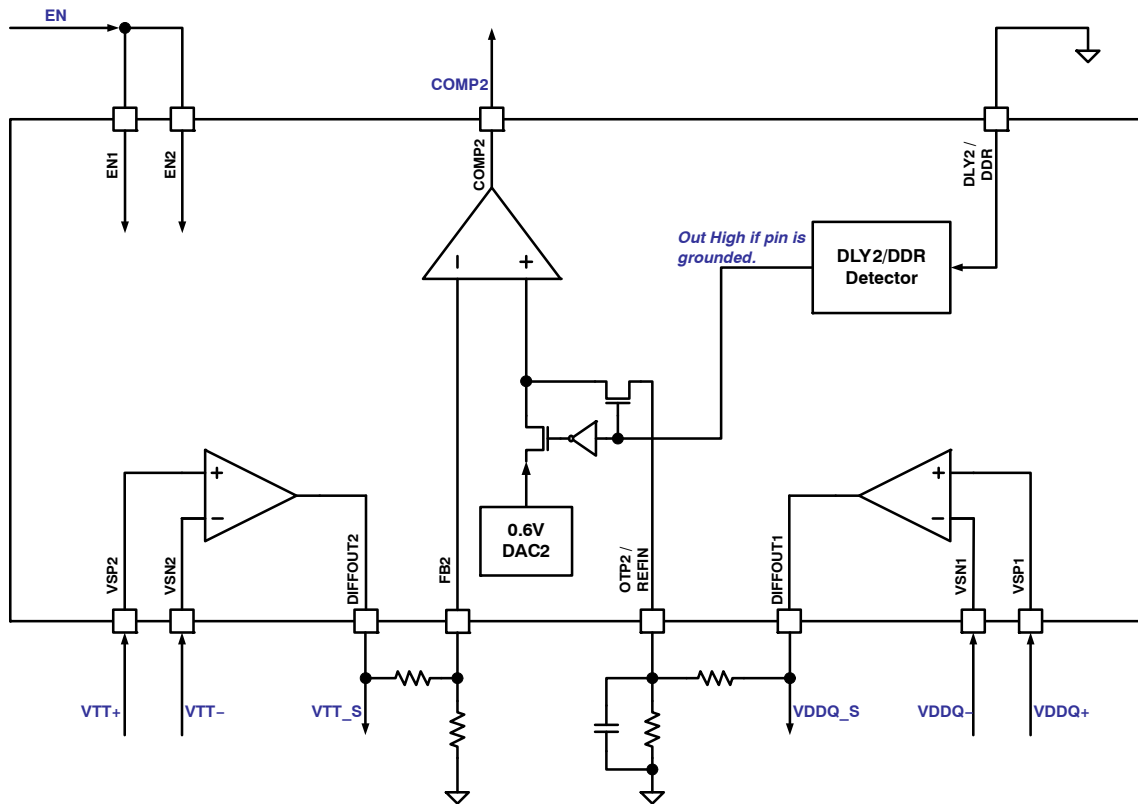 EN
COMP2
EN1
EN2
COMP2
DLY2 /
DDR
Out High if pin is
grounded.
DLY2/DDR
Detector
–
+
+
–
0.6V
DAC2
+
–
VSP2
VSN2
DIFFOUT2
FB2
OTP2 /
REFIN
DIFFOUT1
VSN1
VSP1
VTT+
VTT–
VTT_S
VDDQ_S
VDDQ–
VDDQ+